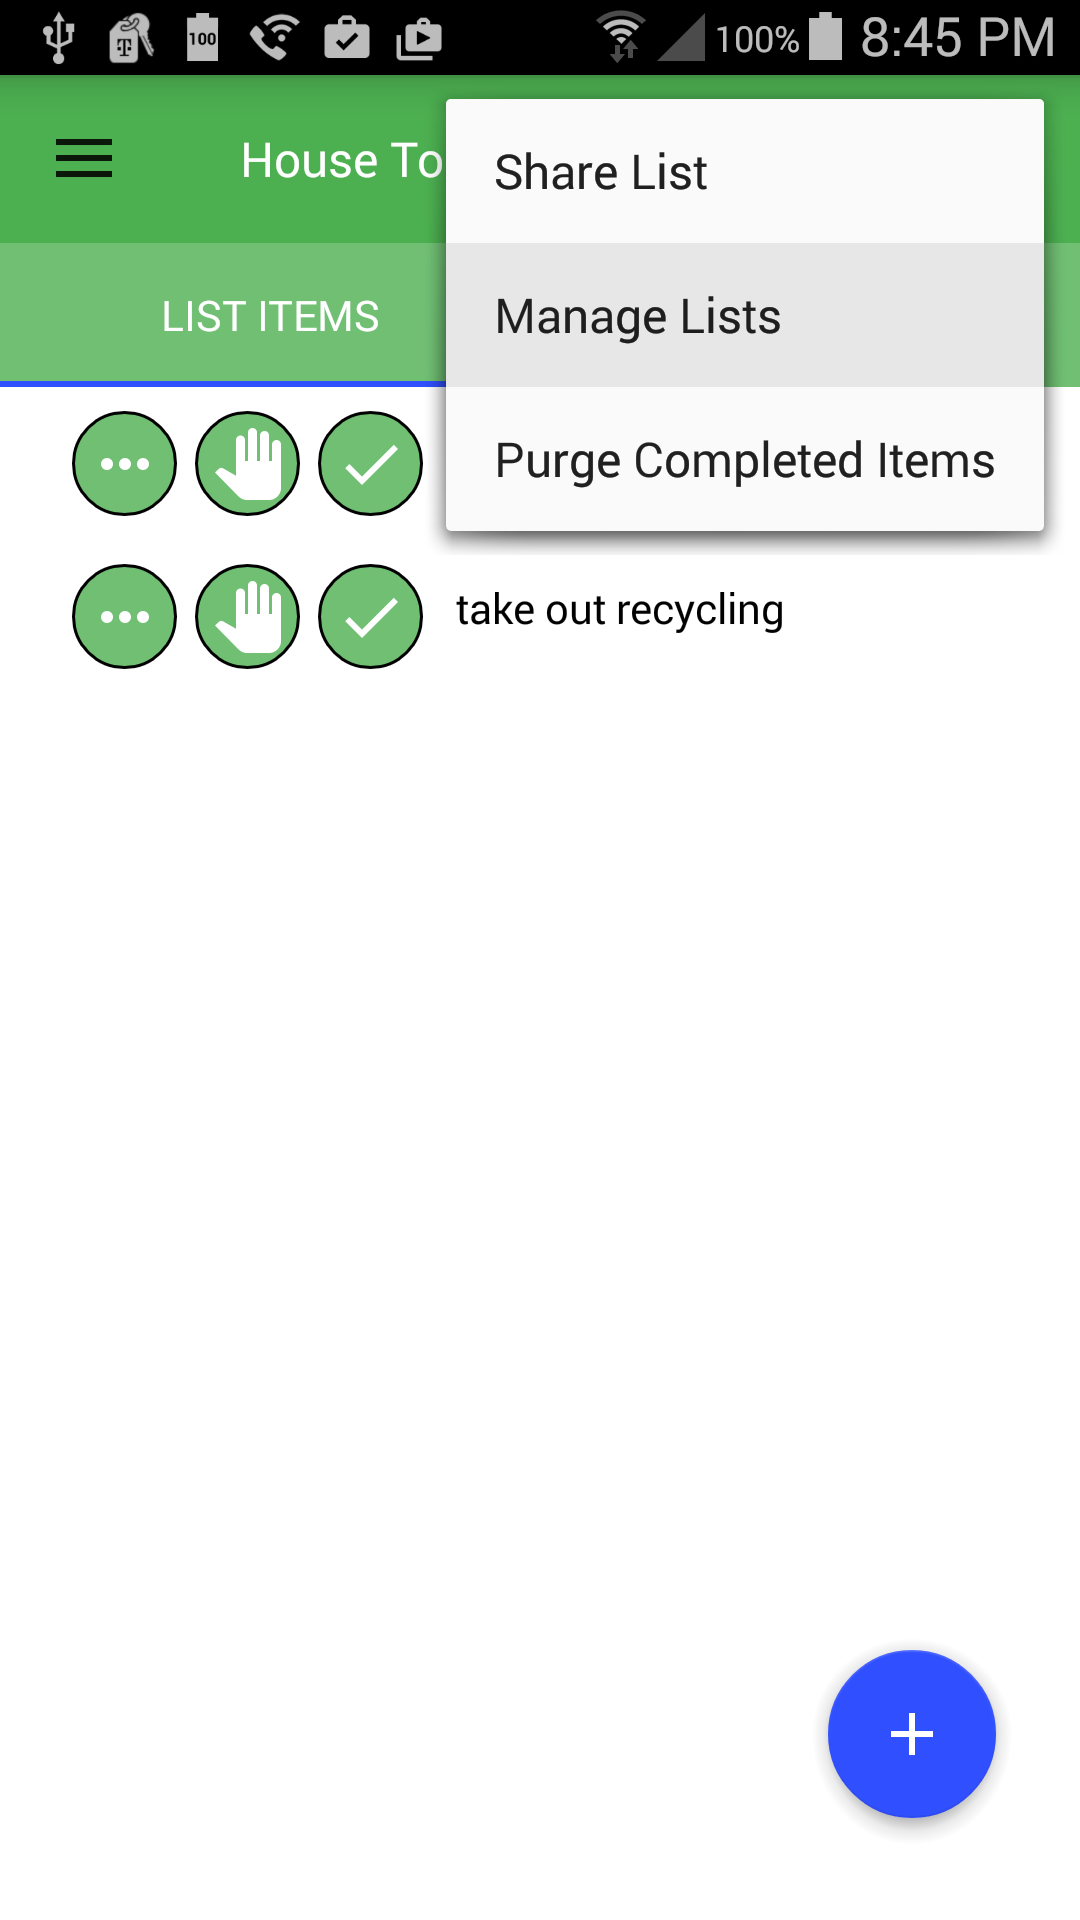 100 100% 8:45 PM
House To
Share List
LIST ITEMS
Manage Lists
Purge Completed Items
take out recycling